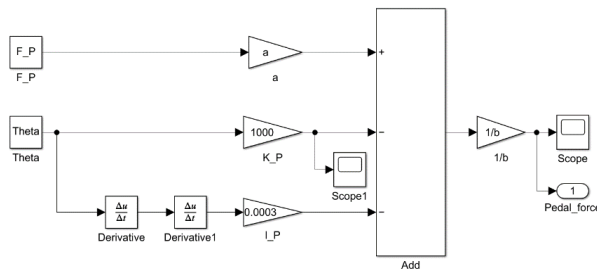 F_P
F_P
a
a
+
Theta
Theta
1000
K_P
−
Scope1
Δu
Δt
Derivative
Δu
Δt
Derivative1
0.0003
I_P
−
Add
1/b
1/b
Scope
1
Pedal_force